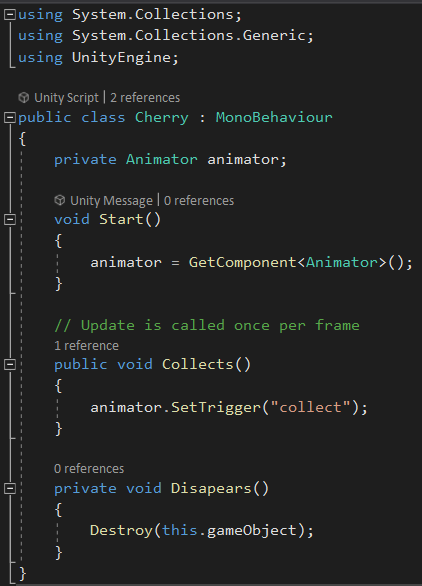 using System.Collections;
using System.Collections.Generic;
using UnityEngine;
Unity Script | 2 references
public class Cherry : MonoBehaviour
{
private Animator animator;
Unity Message | 0 references
void Start()
{
animator = GetComponent<Animator>();
}
// Update is called once per frame
1 reference
public void Collects()
{
animator.SetTrigger("collect");
}
0 references
private void Disapears()
{
Destroy(this.gameObject);
}
}